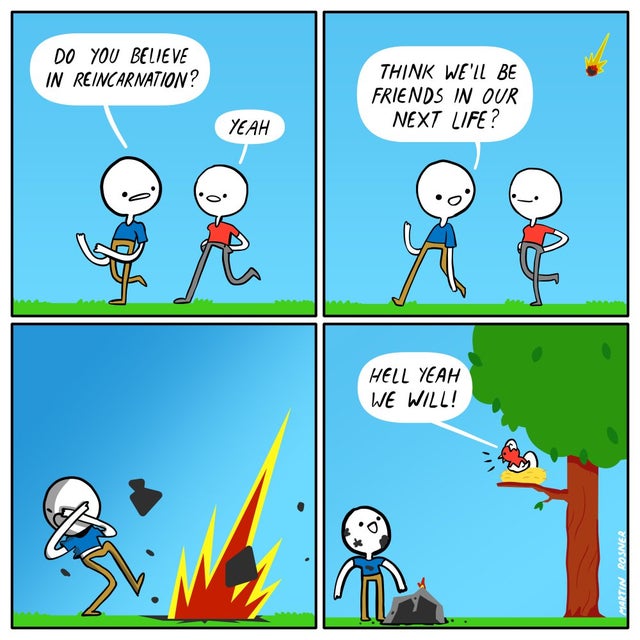 DO YOU BELIEVE
IN REINCARNATION?
YEAH
THINK WE'LL BE
FRIENDS IN OUR
NEXT LIFE?
HELL YEAH
WE WILL!
MARTIN ROSNER